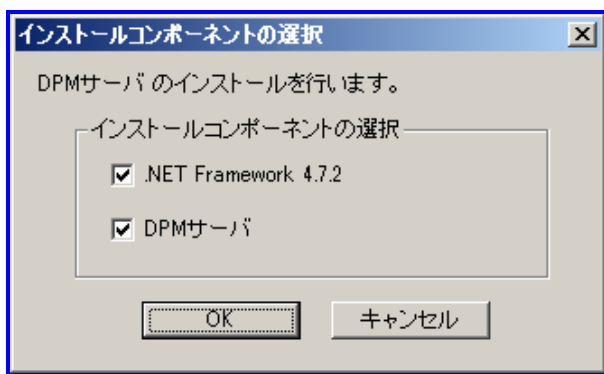 インストールコンポーネントの選択
DPMサーバ のインストールを行います。
インストールコンポーネントの選択
.NET Framework 4.7.2
DPMサーバ
OK
キャンセル